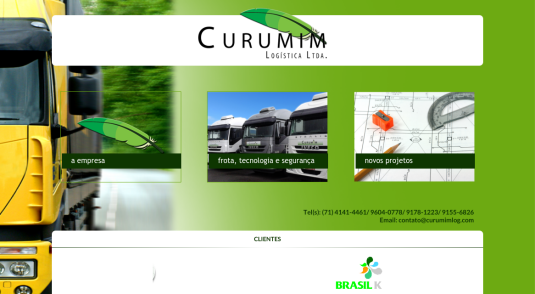 CURUMIM
LOGÍSTICA LTDA.
a empresa
frota, tecnologia e segurança
novos projetos
Tel(s): (71) 4141-4461/ 9604-0778/ 9178-1223/ 9155-6826
Email: contato@curumimlog.com
CLIENTES
BRASIL K